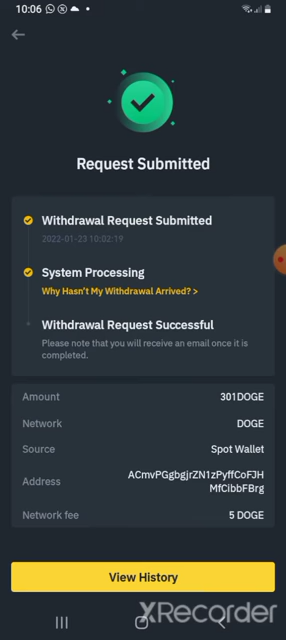 10:06
Request Submitted
Withdrawal Request Submitted
2022-01-23 10:02:19
System Processing
Why Hasn't My Withdrawal Arrived? >
Withdrawal Request Successful
Please note that you will receive an email once it is
completed.
Amount 301DOGE
Network DOGE
Source Spot Wallet
Address ACmvPGgbgjrZN1zPyffCoFJH
MfCibbFBrg
Network fee 5 DOGE
View History
XRecorder